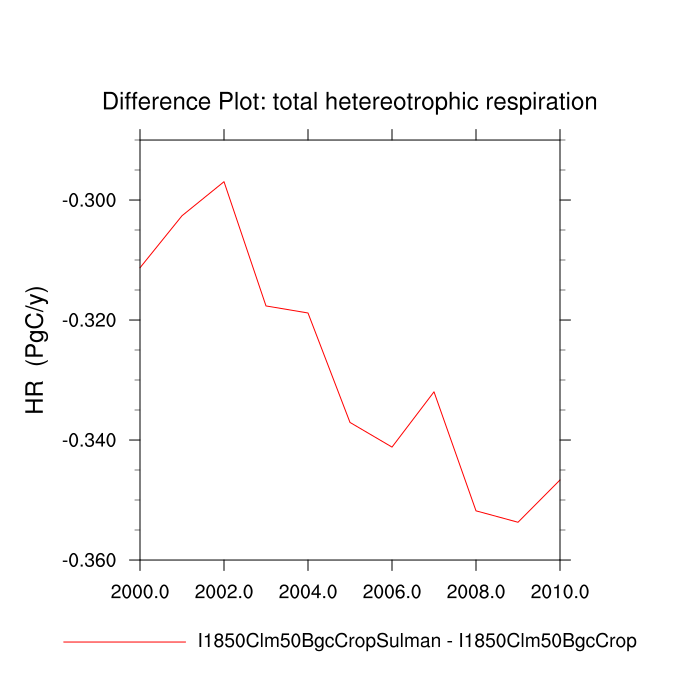 Difference Plot: total hetereotrophic respiration
HR (PgC/y)
-0.300
-0.320
-0.340
-0.360
2000.0 2002.0 2004.0 2006.0 2008.0 2010.0
I1850Clm50BgcCropSulman - I1850Clm50BgcCrop